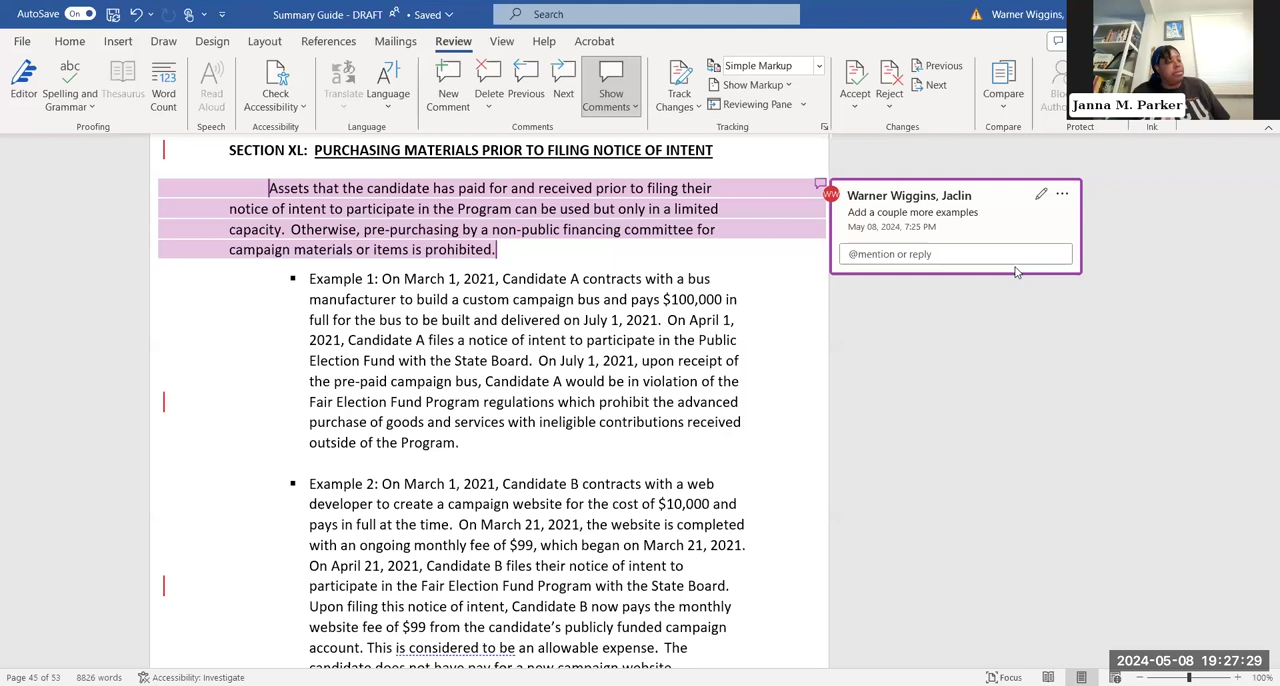 AutoSave On Summary Guide - DRAFT • Saved Search Warner Wiggins,
File Home Insert Draw Design Layout References Mailings Review View Help Acrobat
Editor
Spelling and Grammar
Thesaurus
Word Count
Read Aloud
Check Accessibility
Translate
Language
New Comment
Delete
Previous
Next
Show Comments
Track Changes
Simple Markup
Show Markup
Reviewing Pane
Accept
Reject
Previous
Next
Compare
Janna M. Parker
Proofing Speech Accessibility Language Comments Tracking Changes Compare Protect Ink
SECTION XL: PURCHASING MATERIALS PRIOR TO FILING NOTICE OF INTENT
Assets that the candidate has paid for and received prior to filing their
notice of intent to participate in the Program can be used but only in a limited
capacity. Otherwise, pre-purchasing by a non-public financing committee for
campaign materials or items is prohibited.
▪ Example 1: On March 1, 2021, Candidate A contracts with a bus
manufacturer to build a custom campaign bus and pays $100,000 in
full for the bus to be built and delivered on July 1, 2021. On April 1,
2021, Candidate A files a notice of intent to participate in the Public
Election Fund with the State Board. On July 1, 2021, upon receipt of
the pre-paid campaign bus, Candidate A would be in violation of the
Fair Election Fund Program regulations which prohibit the advanced
purchase of goods and services with ineligible contributions received
outside of the Program.
▪ Example 2: On March 1, 2021, Candidate B contracts with a web
developer to create a campaign website for the cost of $10,000 and
pays in full at the time. On March 21, 2021, the website is completed
with an ongoing monthly fee of $99, which began on March 21, 2021.
On April 21, 2021, Candidate B files their notice of intent to
participate in the Fair Election Fund Program with the State Board.
Upon filing this notice of intent, Candidate B now pays the monthly
website fee of $99 from the candidate's publicly funded campaign
account. This is considered to be an allowable expense. The
candidate does not have pay for a new campaign website
WW
Warner Wiggins, Jaclin
Add a couple more examples
May 08, 2024, 7:25 PM
@mention or reply
2024-05-08 19:27:29
Page 45 of 53 8826 words Accessibility: Investigate Focus 100%